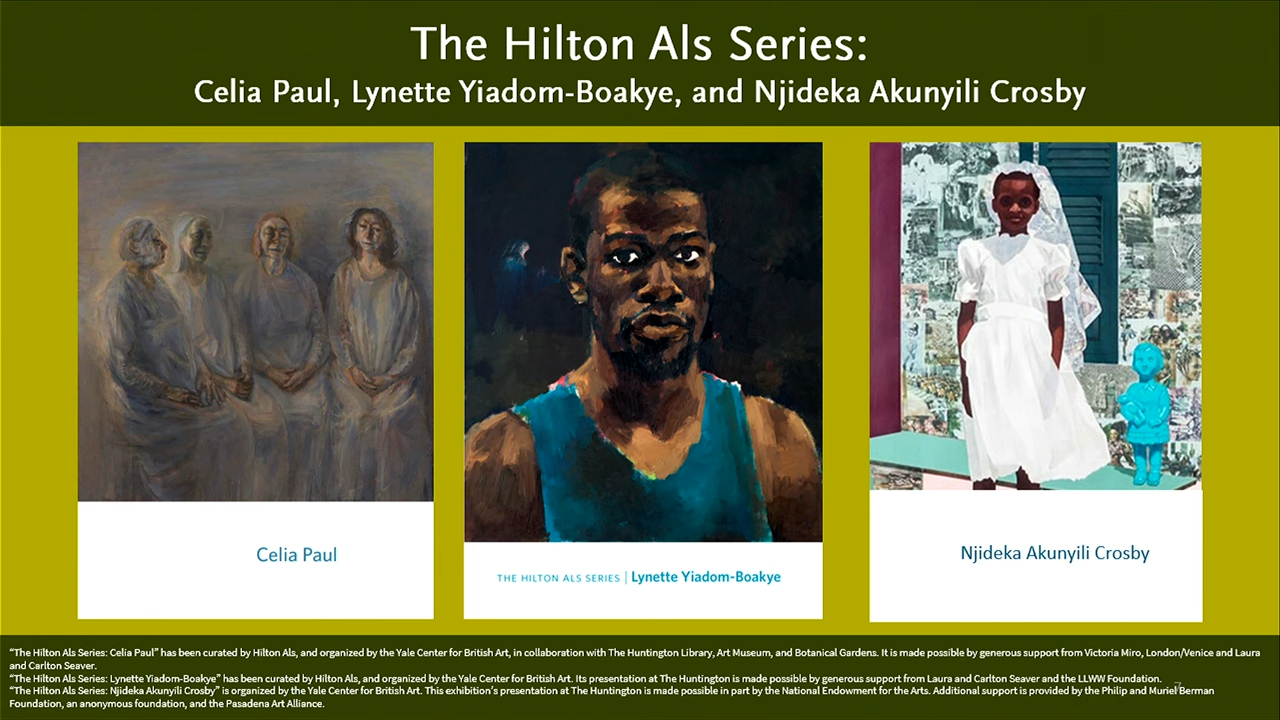 The Hilton Als Series:
Celia Paul, Lynette Yiadom-Boakye, and Njideka Akunyili Crosby
Celia Paul
THE HILTON ALS SERIES | Lynette Yiadom-Boakye
Njideka Akunyili Crosby
“The Hilton Als Series: Celia Paul” has been curated by Hilton Als, and organized by the Yale Center for British Art, in collaboration with The Huntington Library, Art Museum, and Botanical Gardens. It is made possible by generous support from Victoria Miro, London/Venice and Laura
and Carlton Seaver.
“The Hilton Als Series: Lynette Yiadom-Boakye” has been curated by Hilton Als, and organized by the Yale Center for British Art. Its presentation at The Huntington is made possible by generous support from Laura and Carlton Seaver and the LLWW Foundation.
“The Hilton Als Series: Njideka Akunyili Crosby” is organized by the Yale Center for British Art. This exhibition’s presentation at The Huntington is made possible in part by the National Endowment for the Arts. Additional support is provided by the Philip and Muriel Berman
Foundation, an anonymous foundation, and the Pasadena Art Alliance.
7